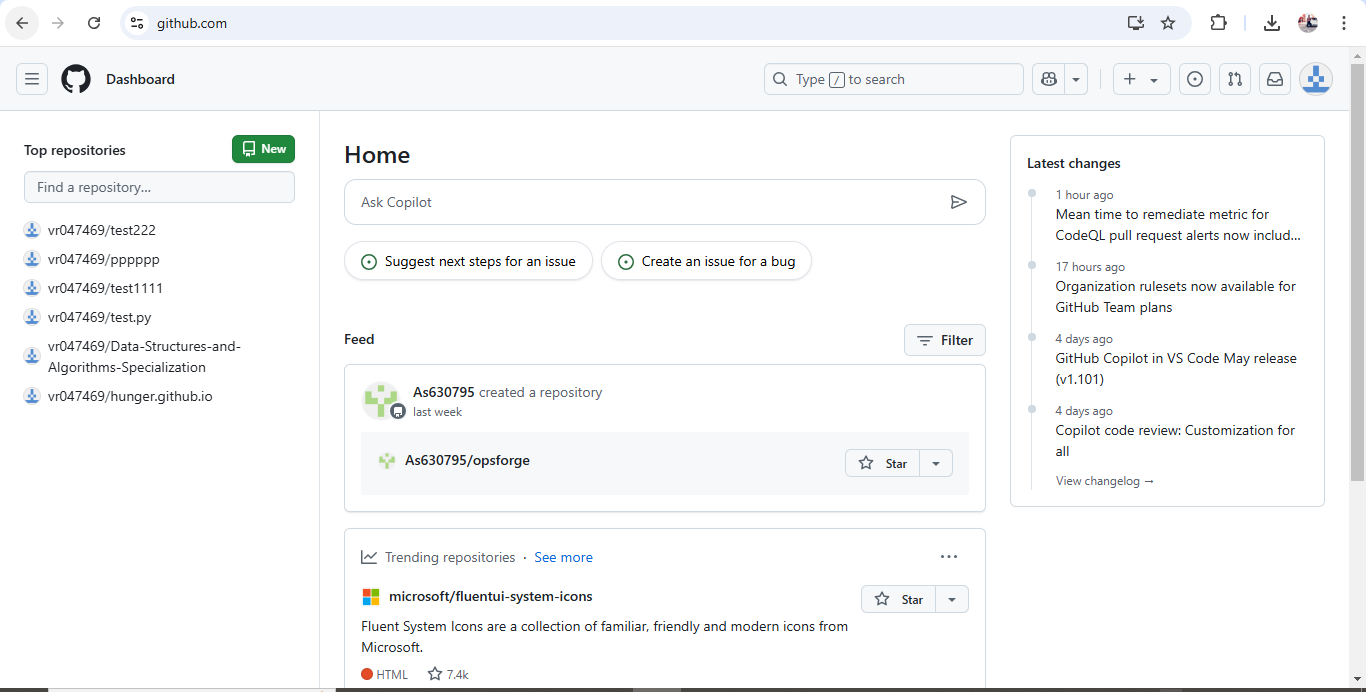 github.com
Dashboard
Type / to search
Top repositories
New
Find a repository...
vr047469/test222
vr047469/pppppp
vr047469/test1111
vr047469/test.py
vr047469/Data-Structures-and-
Algorithms-Specialization
vr047469/hunger.github.io
Home
Ask Copilot
Suggest next steps for an issue
Create an issue for a bug
Feed
Filter
As630795 created a repository
last week
As630795/opsforge
Star
Trending repositories · See more
microsoft/fluentui-system-icons
Star
Fluent System Icons are a collection of familiar, friendly and modern icons from
Microsoft.
HTML 7.4k
Latest changes
1 hour ago
Mean time to remediate metric for
CodeQL pull request alerts now includ...
17 hours ago
Organization rulesets now available for
GitHub Team plans
4 days ago
GitHub Copilot in VS Code May release
(v1.101)
4 days ago
Copilot code review: Customization for
all
View changelog →